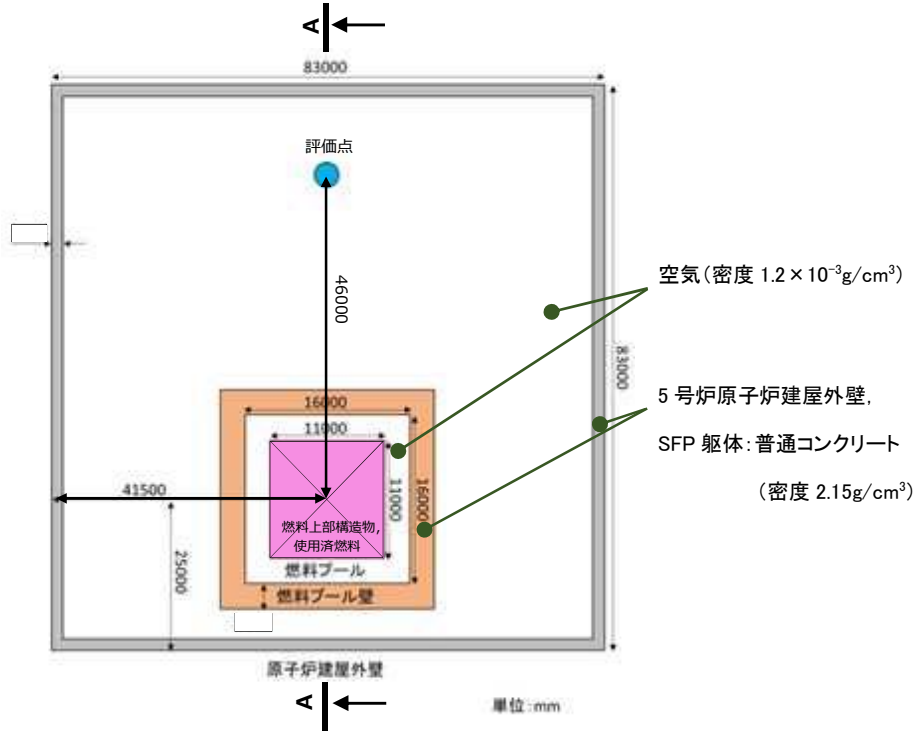 A
83000
評価点
46000
空気(密度 1.2×10⁻³g/cm³)
83000
5 号炉原子炉建屋外壁,
SFP 躯体:普通コンクリート
(密度 2.15g/cm³)
16000
11000
41500
11000
16000
燃料上部構造物,
使用済燃料
25000
燃料プール
燃料プール壁
原子炉建屋外壁
A
単位:mm